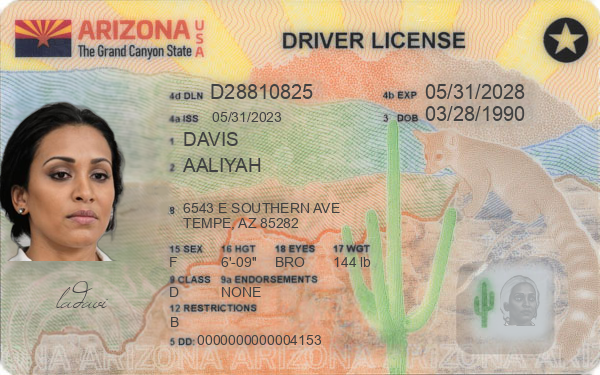 ARIZONA USA
The Grand Canyon State
DRIVER LICENSE
4d DLN D28810825 4b EXP 05/31/2028
4a ISS 05/31/2023 3 DOB 03/28/1990
1 DAVIS
2 AALIYAH
8 6543 E SOUTHERN AVE
TEMPE, AZ 85282
15 SEX 16 HGT 18 EYES 17 WGT
F 6'-09" BRO 144 lb
9 CLASS 9a ENDORSEMENTS
D NONE
12 RESTRICTIONS
B
5 DD: 0000000000004153
ARIZONA ARIZONA ARIZONA ARIZONA